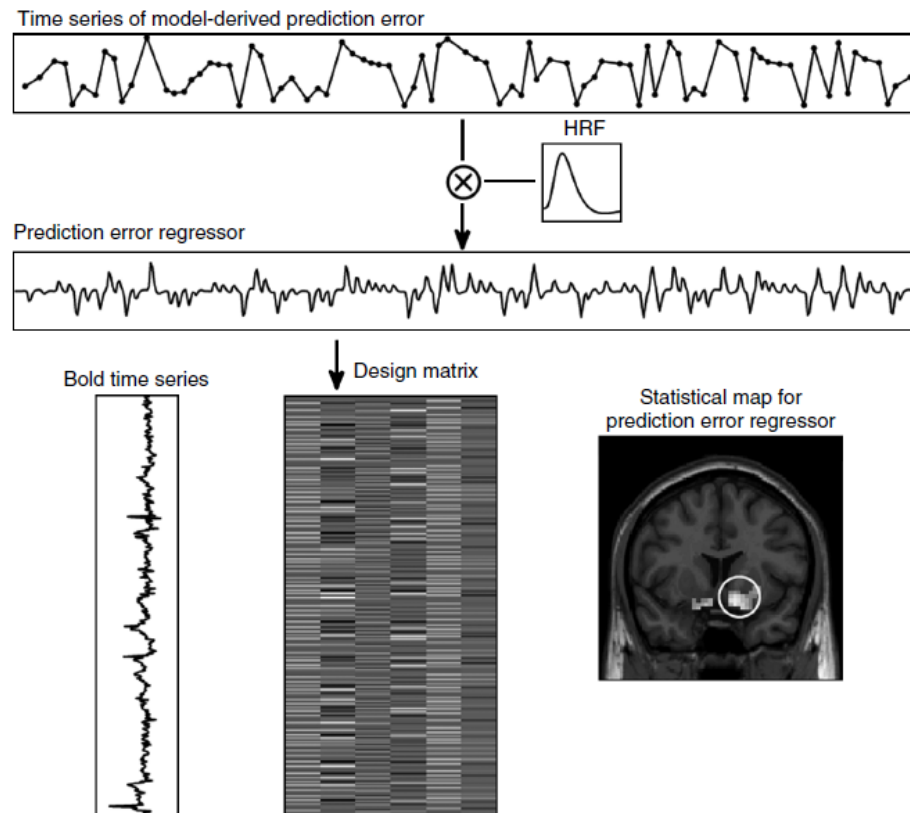 Time series of model-derived prediction error
HRF
Prediction error regressor
Design matrix
Bold time series
Statistical map for
prediction error regressor